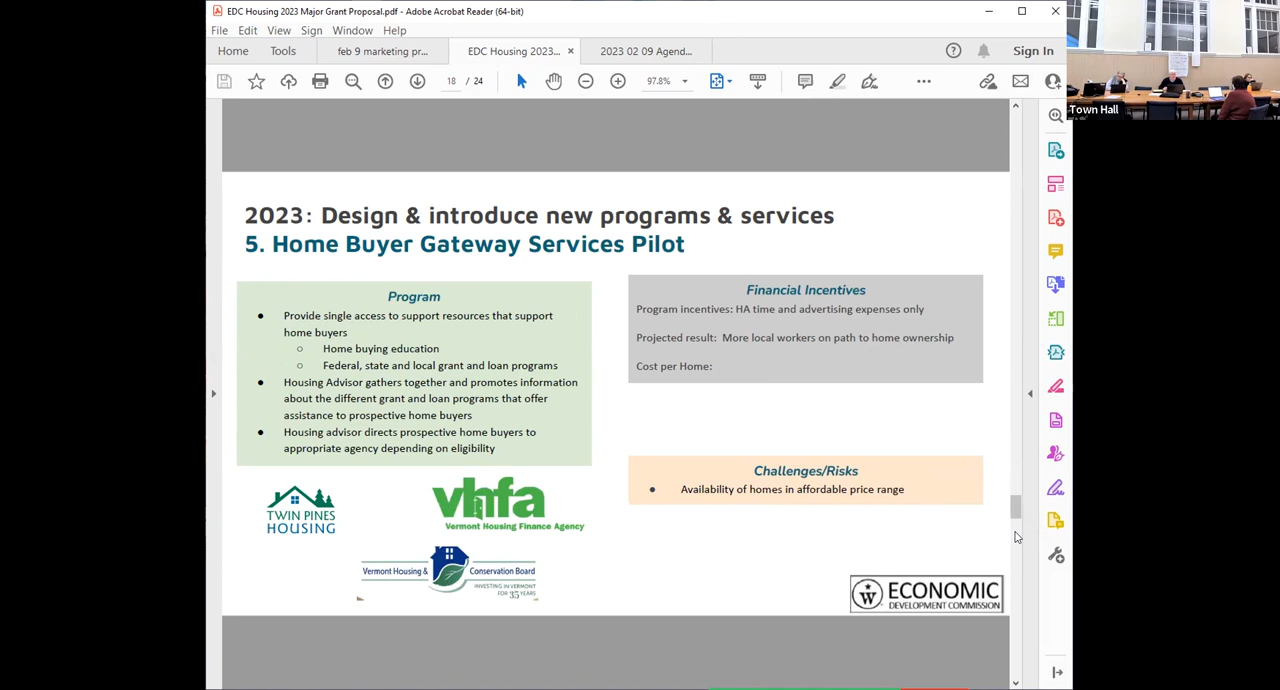 EDC Housing 2023 Major Grant Proposal.pdf - Adobe Acrobat Reader (64-bit)
File Edit View Sign Window Help
Home Tools feb 9 marketing pr... EDC Housing 2023... × 2023 02 09 Agend... Sign In
18 / 24 97.8%
Town Hall
2023: Design & introduce new programs & services
5. Home Buyer Gateway Services Pilot
Program
● Provide single access to support resources that support
home buyers
○ Home buying education
○ Federal, state and local grant and loan programs
● Housing Advisor gathers together and promotes information
about the different grant and loan programs that offer
assistance to prospective home buyers
● Housing advisor directs prospective home buyers to
appropriate agency depending on eligibility
Financial Incentives
Program incentives: HA time and advertising expenses only
Projected result: More local workers on path to home ownership
Cost per Home:
Challenges/Risks
● Availability of homes in affordable price range
TWIN PINES
HOUSING
vhfa
Vermont Housing Finance Agency
Vermont Housing & Conservation Board
INVESTING IN VERMONT
FOR 35 YEARS
W ECONOMIC
DEVELOPMENT COMMISSION